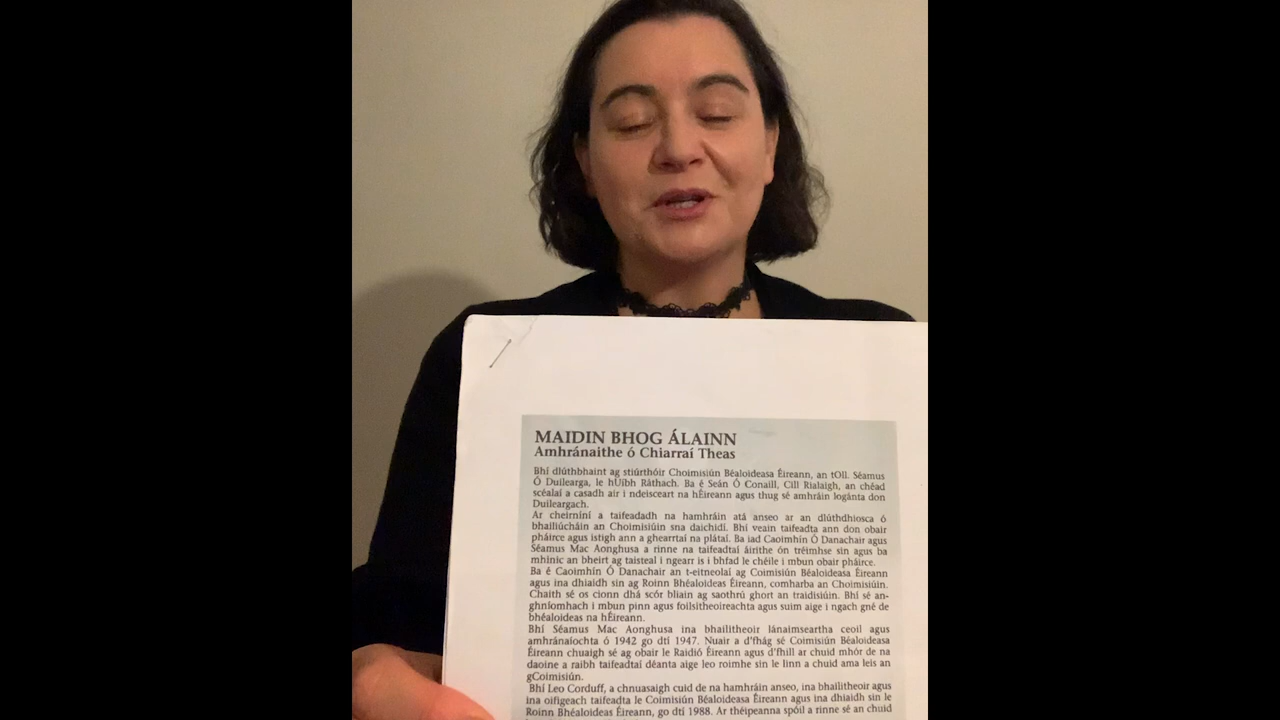 MAIDIN BHOG ÁLAINN
Amhránaithe ó Chiarraí Theas
Bhí dlúthbhaint ag stiúrthóir Choimisiún Béaloideasa Éireann, an tOll. Séamus
Ó Duilearga, le hUíbh Ráthach. Ba é Seán Ó Conaill, Cill Rialaigh, an chéad
scéalaí a casadh air i ndeisceart na hÉireann agus thug sé amhráin logánta don
Duileargach.
Ar cheirníní a taifeadadh na hamhráin atá anseo ar an dlúthdhiosca ó
bhailiúcháin an Choimisiúin sna daichidí. Bhí veain taifeadta ann don obair
pháirce agus istigh ann a ghearrtaí na plátaí. Ba iad Caoimhín Ó Danachair agus
Séamus Mac Aonghusa a rinne na taifeadtaí áirithe ón tréimhse sin agus ba
mhinic an bheirt ag taisteal i ngearr is i bhfad le chéile i mbun obair pháirce.
Ba é Caoimhín Ó Danachair an t-eitneolaí ag Coimisiún Béaloideasa Éireann
agus ina dhiaidh sin ag Roinn Bhéaloideas Éireann, comharba an Choimisiúin.
Chaith sé os cionn dhá scór bliain ag saothrú ghort an traidisiúin. Bhí sé an-
ghníomhach i mbun pinn agus foilsitheoireachta agus suim aige i ngach gné de
bhéaloideas na hÉireann.
Bhí Séamus Mac Aonghusa ina bhailitheoir lánaimseartha ceoil agus
amhránaíochta ó 1942 go dtí 1947. Nuair a d'fhág sé Coimisiún Béaloideasa
Éireann chuaigh sé ag obair le Raidió Éireann agus d'fhill ar chuid mhór de na
daoine a raibh taifeadtaí déanta aige leo roimhe sin le linn a chuid ama leis an
gCoimisiún.
Bhí Leo Corduff, a chnuasaigh cuid de na hamhráin anseo, ina bhailitheoir agus
ina oifigeach taifeadta le Coimisiún Béaloideasa Éireann agus ina dhiaidh sin le
Roinn Bhéaloideas Éireann, go dtí 1988. Ar théipeanna spóil a rinne sé an chuid